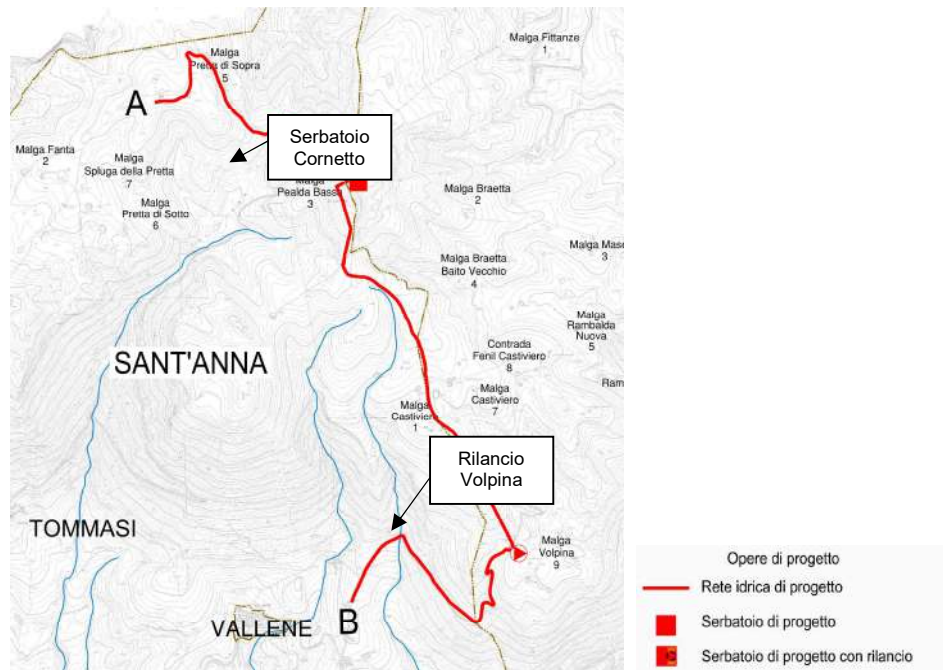 Malga Fittanze
1
Malga
Pretta di Sopra
5
A
Serbatoio
Cornetto
Malga Fanta
2
Malga
Spluga della Pretta
7
Malga
Pealda Bassa
3
Malga Braetta
2
Malga
Pretta di Sotto
6
Malga Mase
3
Malga Braetta
Baito Vecchio
4
Malga
Rambalda
Nuova
5
SANT'ANNA
Contrada
Fenil Castiviero
8
Ram
Malga
Castiviero
7
Malga
Castiviero
1
Rilancio
Volpina
TOMMASI
Malga
Volpina
9
VALLENE
B
Opere di progetto
Rete idrica di progetto
Serbatoio di progetto
Serbatoio di progetto con rilancio